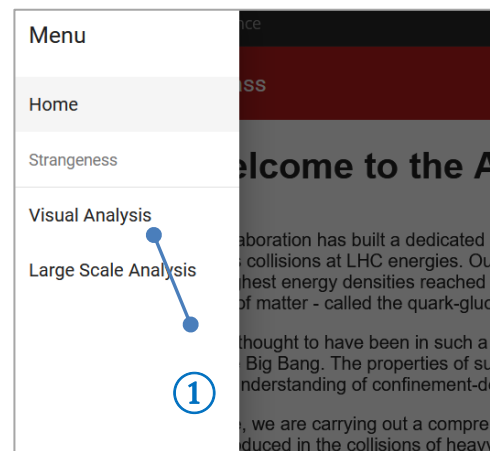 Menu
Home
Strangeness
Visual Analysis
Large Scale Analysis
1
nce
ss
elcome to the A
aboration has built a dedicated
collisions at LHC energies. Ou
hest energy densities reached
of matter - called the quark-gluo
thought to have been in such a
Big Bang. The properties of su
nderstanding of confinement-de
, we are carrying out a compre
duced in the collisions of heavy